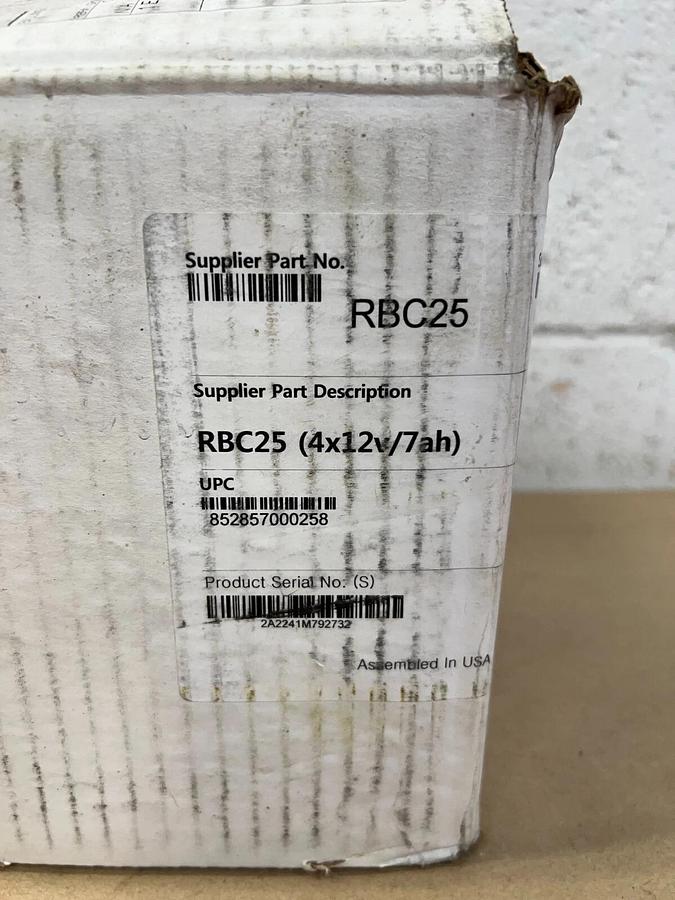 Supplier Part No.
RBC25
Supplier Part Description
RBC25 (4x12v/7ah)
UPC
852857000258
Product Serial No: (S)
2A2241M792732
Assembled In USA